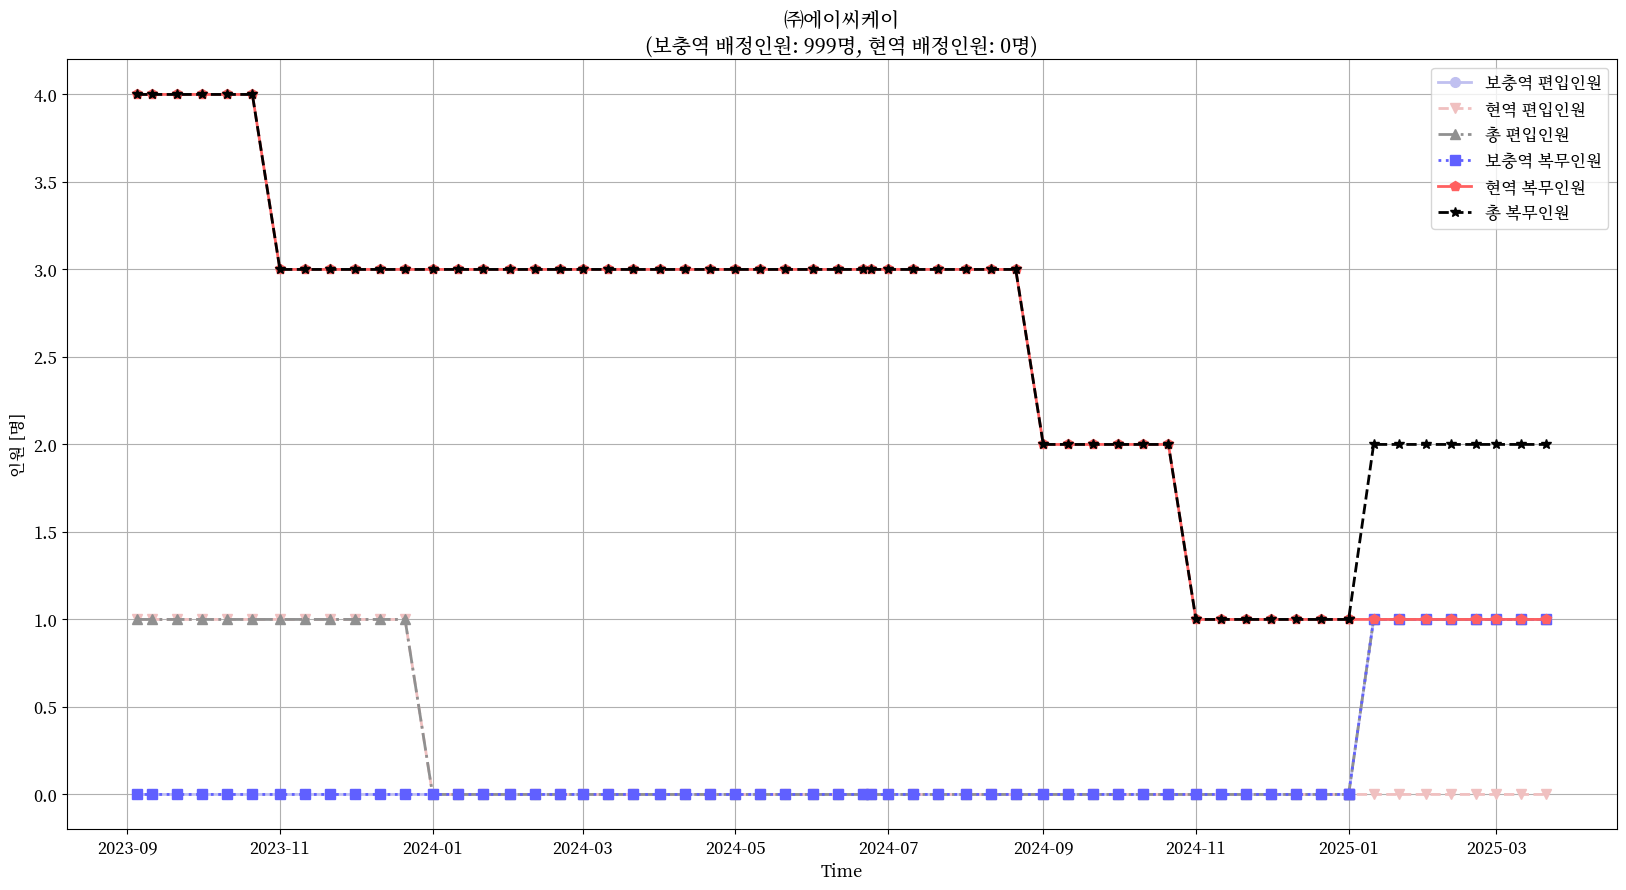 ㈜에이씨케이
(보충역 배정인원: 999명, 현역 배정인원: 0명)
보충역 편입인원
현역 편입인원
총 편입인원
보충역 복무인원
현역 복무인원
총 복무인원
인원 [명]
4.0
3.5
3.0
2.5
2.0
1.5
1.0
0.5
0.0
2023-09
2023-11
2024-01
2024-03
2024-05
2024-07
2024-09
2024-11
2025-01
2025-03
Time